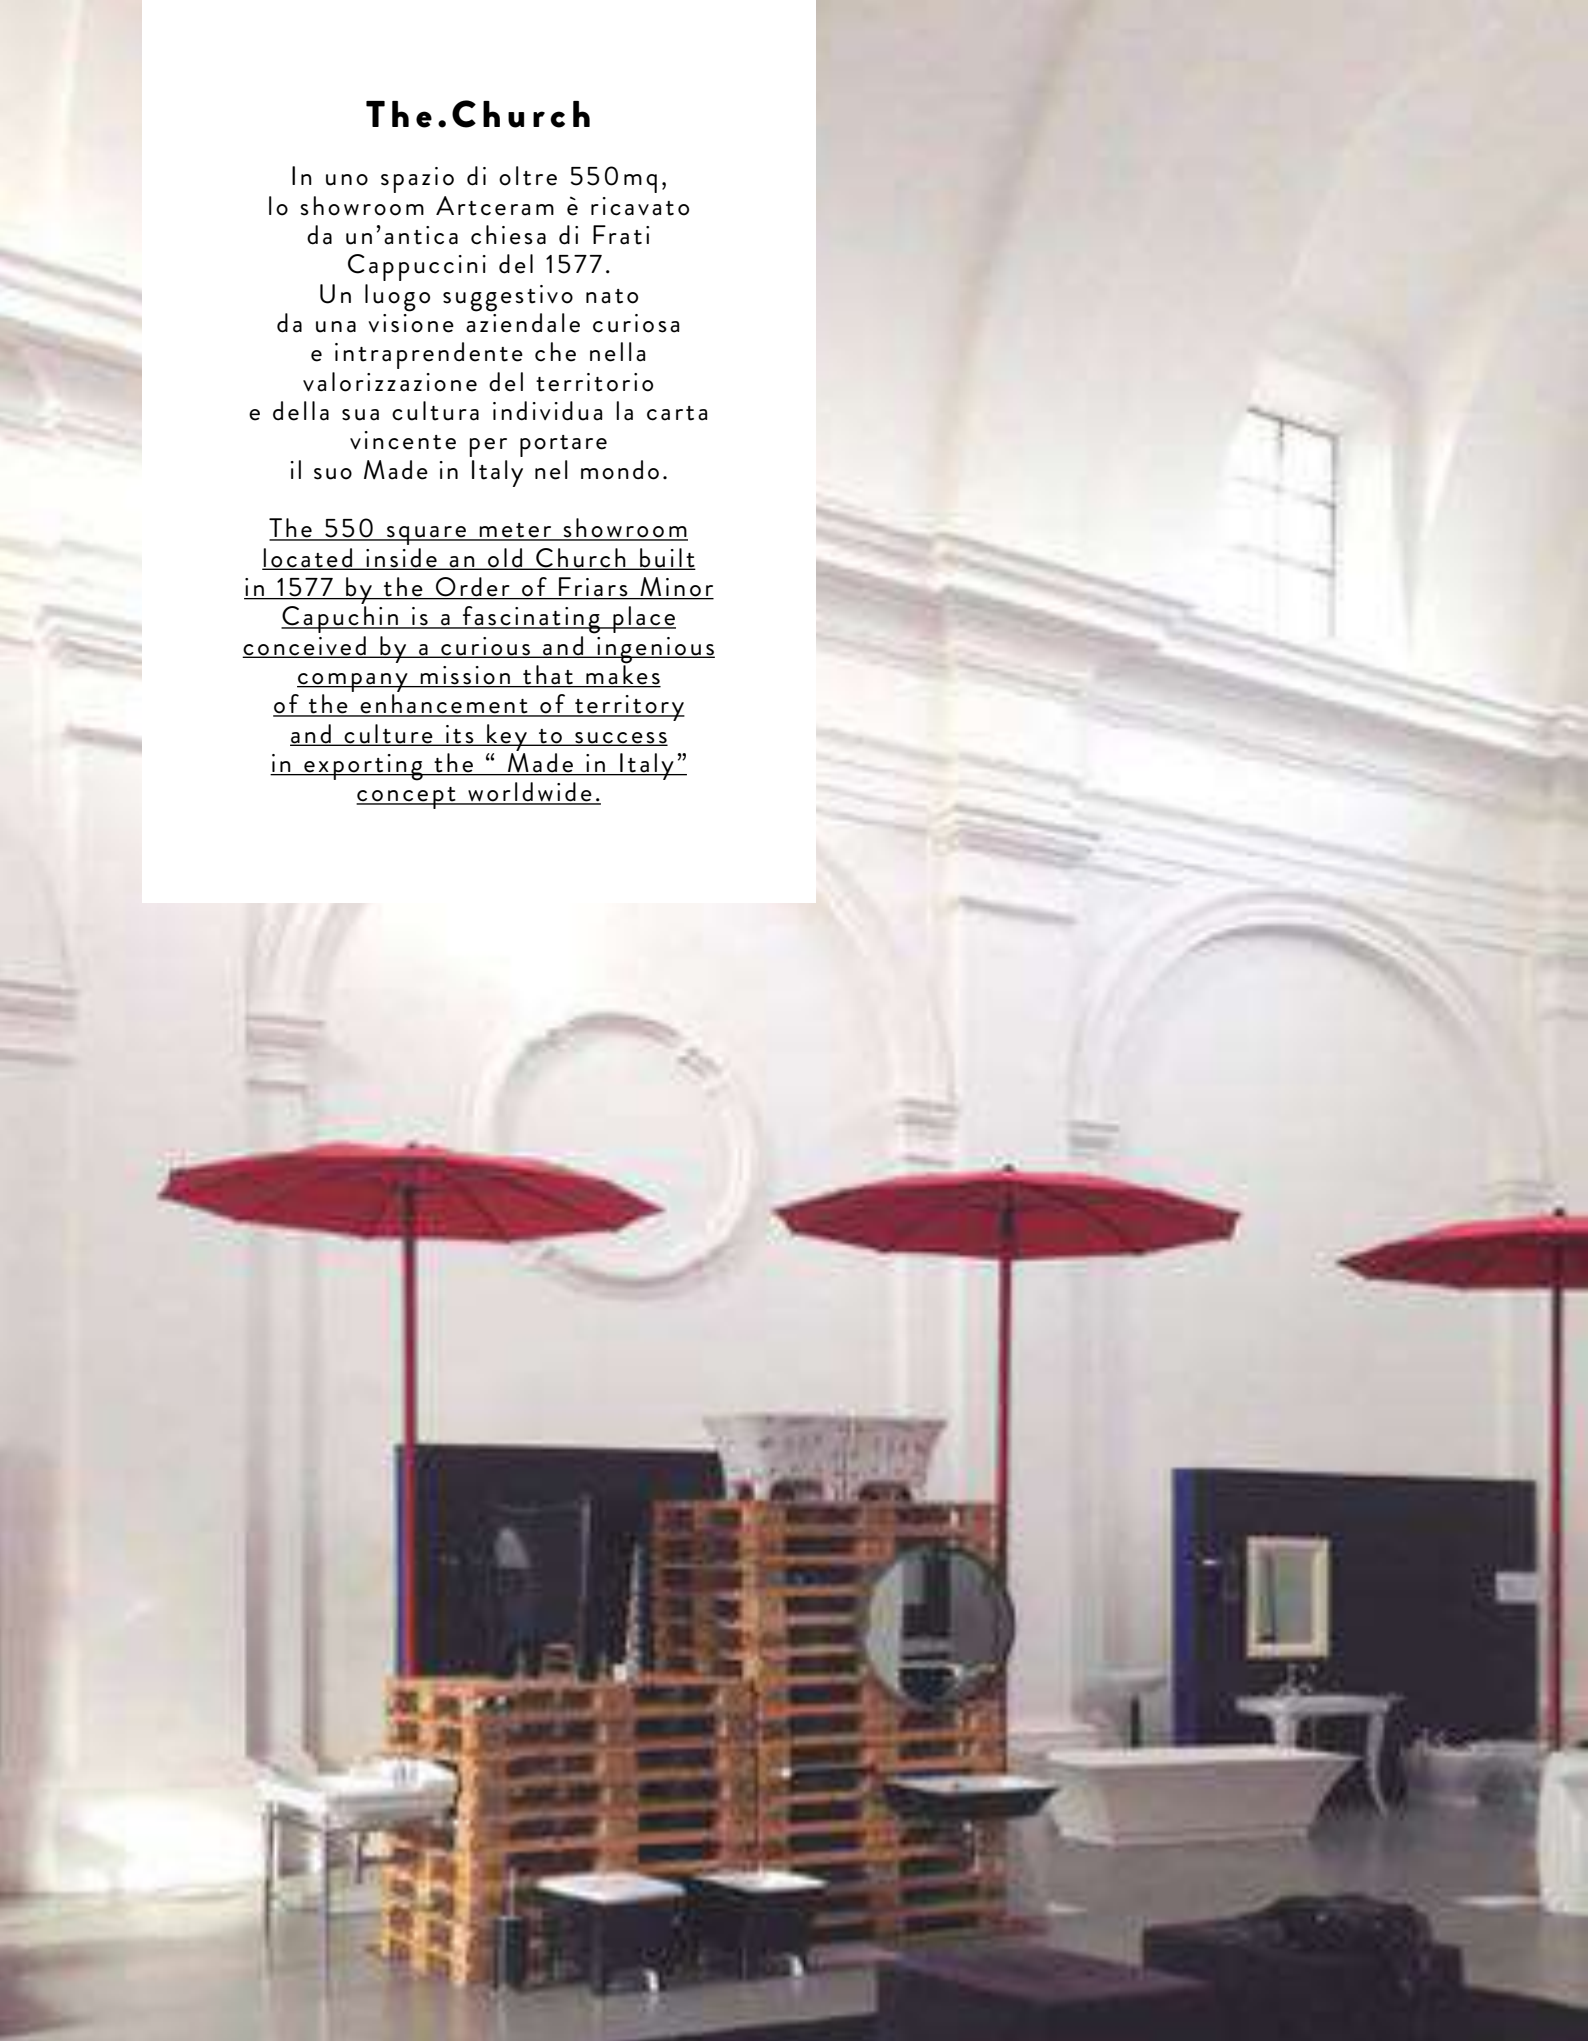 The.Church
In uno spazio di oltre 550mq,
lo showroom Artceram è ricavato
da un’antica chiesa di Frati
Cappuccini del 1577.
Un luogo suggestivo nato
da una visione aziendale curiosa
e intraprendente che nella
valorizzazione del territorio
e della sua cultura individua la carta
vincente per portare
il suo Made in Italy nel mondo.
The 550 square meter showroom
located inside an old Church built
in 1577 by the Order of Friars Minor
Capuchin is a fascinating place
conceived by a curious and ingenious
company mission that makes
of the enhancement of territory
and culture its key to success
in exporting the “ Made in Italy”
concept worldwide.